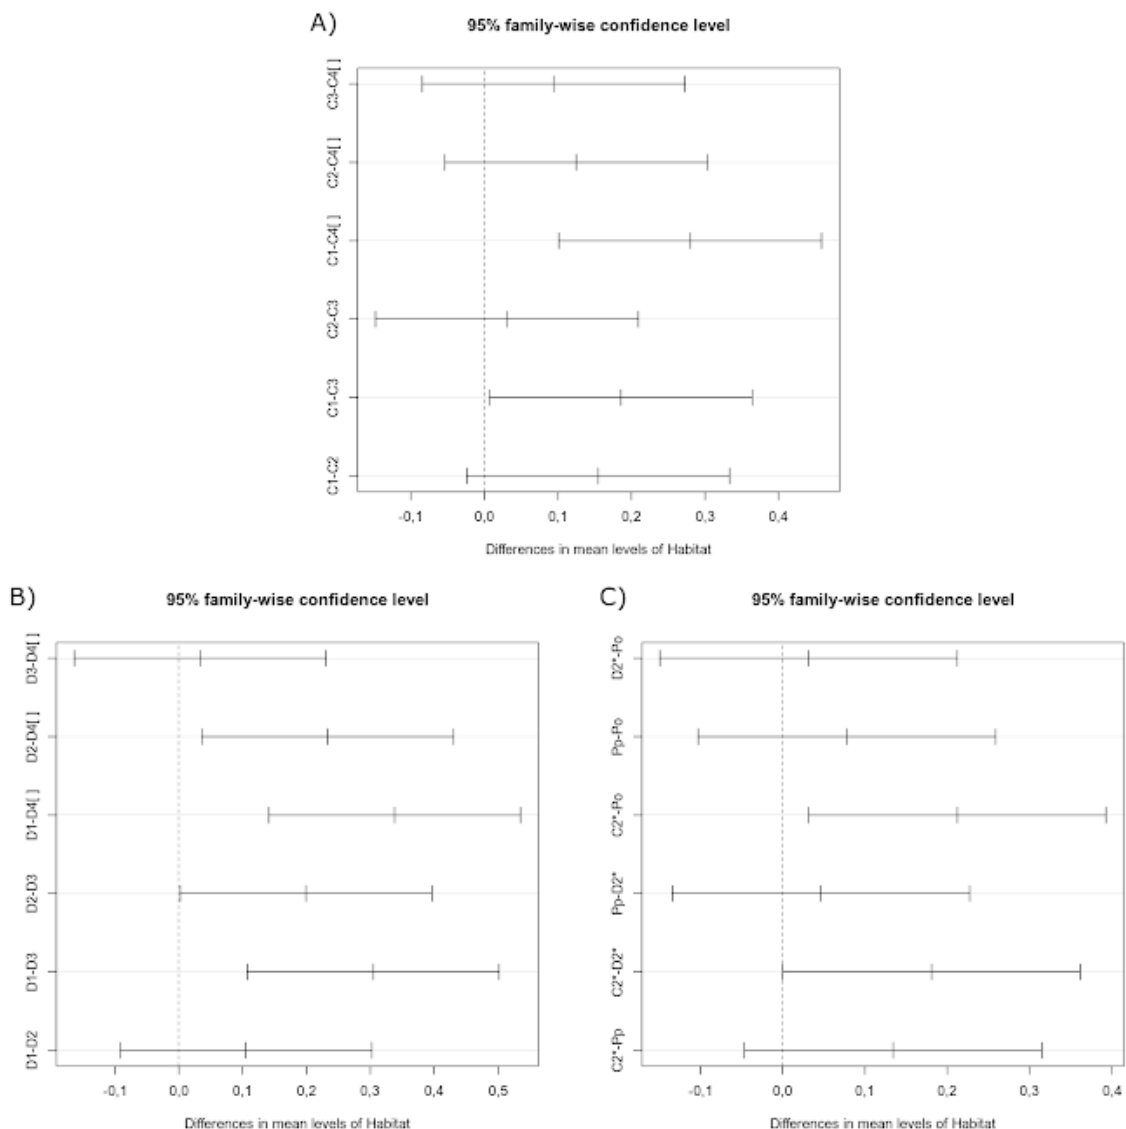 A)
95% family-wise confidence level
C3-C4[ ]
C2-C4[ ]
C1-C4[ ]
C2-C3
C1-C3
C1-C2
-0,1 0,0 0,1 0,2 0,3 0,4
Differences in mean levels of Habitat
B)
95% family-wise confidence level
D3-D4[ ]
D2-D4[ ]
D1-D4[ ]
D2-D3
D1-D3
D1-D2
-0,1 0,0 0,1 0,2 0,3 0,4 0,5
Differences in mean levels of Habitat
C)
95% family-wise confidence level
D2*-Po
Pp-Po
C2*-Po
Pp-D2*
C2*-D2*
C2*-Pp
-0,1 0,0 0,1 0,2 0,3 0,4
Differences in mean levels of Habitat